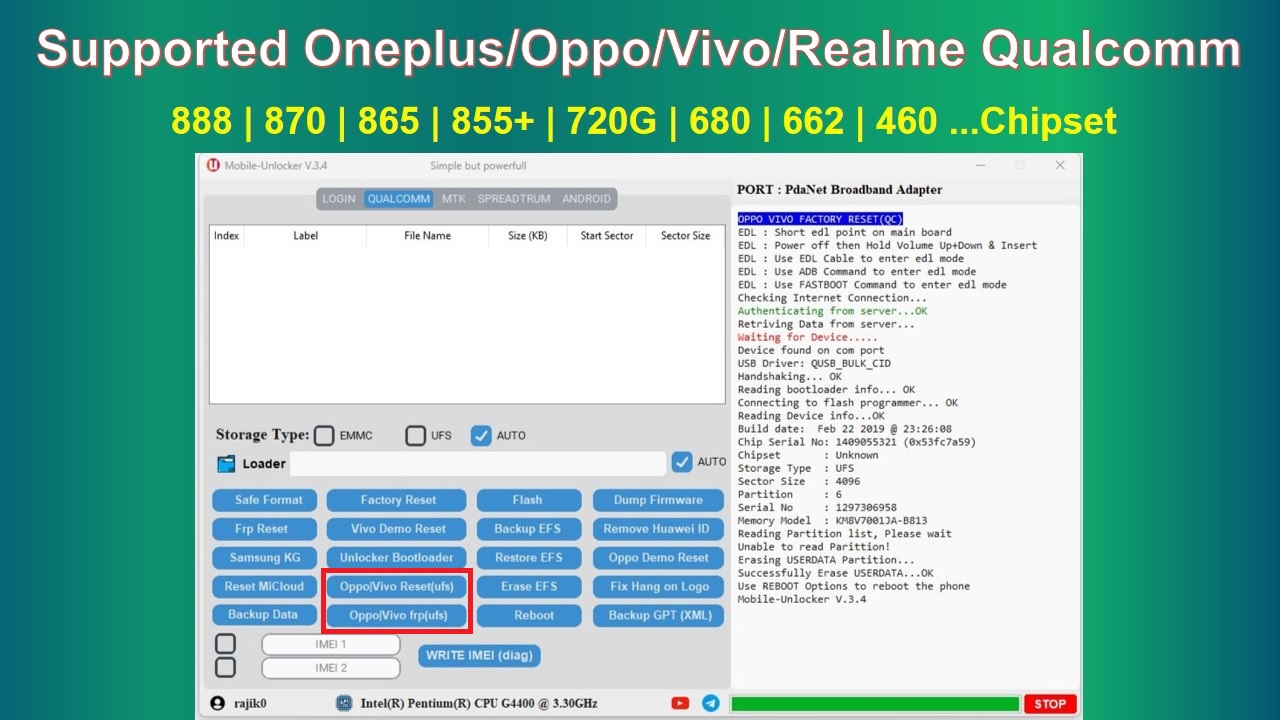 Supported Oneplus/Oppo/Vivo/Realme Qualcomm
888 | 870 | 865 | 855+ | 720G | 680 | 662 | 460 ...Chipset
Mobile-Unlocker V.3.4 Simple but powerfull
LOGIN QUALCOMM MTK SPREADTRUM ANDROID
Index Label File Name Size (KB) Start Sector Sector Size
Storage Type: EMMC UFS AUTO
Loader AUTO
Safe Format Factory Reset Flash Dump Firmware
Frp Reset Vivo Demo Reset Backup EFS Remove Huawei ID
Samsung KG Unlocker Bootloader Restore EFS Oppo Demo Reset
Reset MiCloud Oppo|Vivo Reset(ufs) Erase EFS Fix Hang on Logo
Backup Data Oppo|Vivo frp(ufs) Reboot Backup GPT (XML)
IMEI 1
IMEI 2
WRITE IMEI (diag)
rajik0 Intel(R) Pentium(R) CPU G4400 @ 3.30GHz
PORT : PdaNet Broadband Adapter
OPPO VIVO FACTORY RESET(QC)
EDL : Short edl point on main board
EDL : Power off then Hold Volume Up+Down & Insert
EDL : Use EDL Cable to enter edl mode
EDL : Use ADB Command to enter edl mode
EDL : Use FASTBOOT Command to enter edl mode
Checking Internet Connection...
Authenticating from server...OK
Retriving Data from server...
Waiting for Device.....
Device found on com port
USB Driver: QUSB_BULK_CID
Handshaking... OK
Reading bootloader info... OK
Connecting to flash programmer... OK
Reading Device info...OK
Build date: Feb 22 2019 @ 23:26:08
Chip Serial No: 1409055321 (0x53fc7a59)
Chipset : Unknown
Storage Type : UFS
Sector Size : 4096
Partition : 6
Serial No : 1297306958
Memory Model : KM8V7001JA-B813
Reading Partition list, Please wait
Unable to read Parittion!
Erasing USERDATA Partition...
Successfully Erase USERDATA...OK
Use REBOOT Options to reboot the phone
Mobile-Unlocker V.3.4
STOP